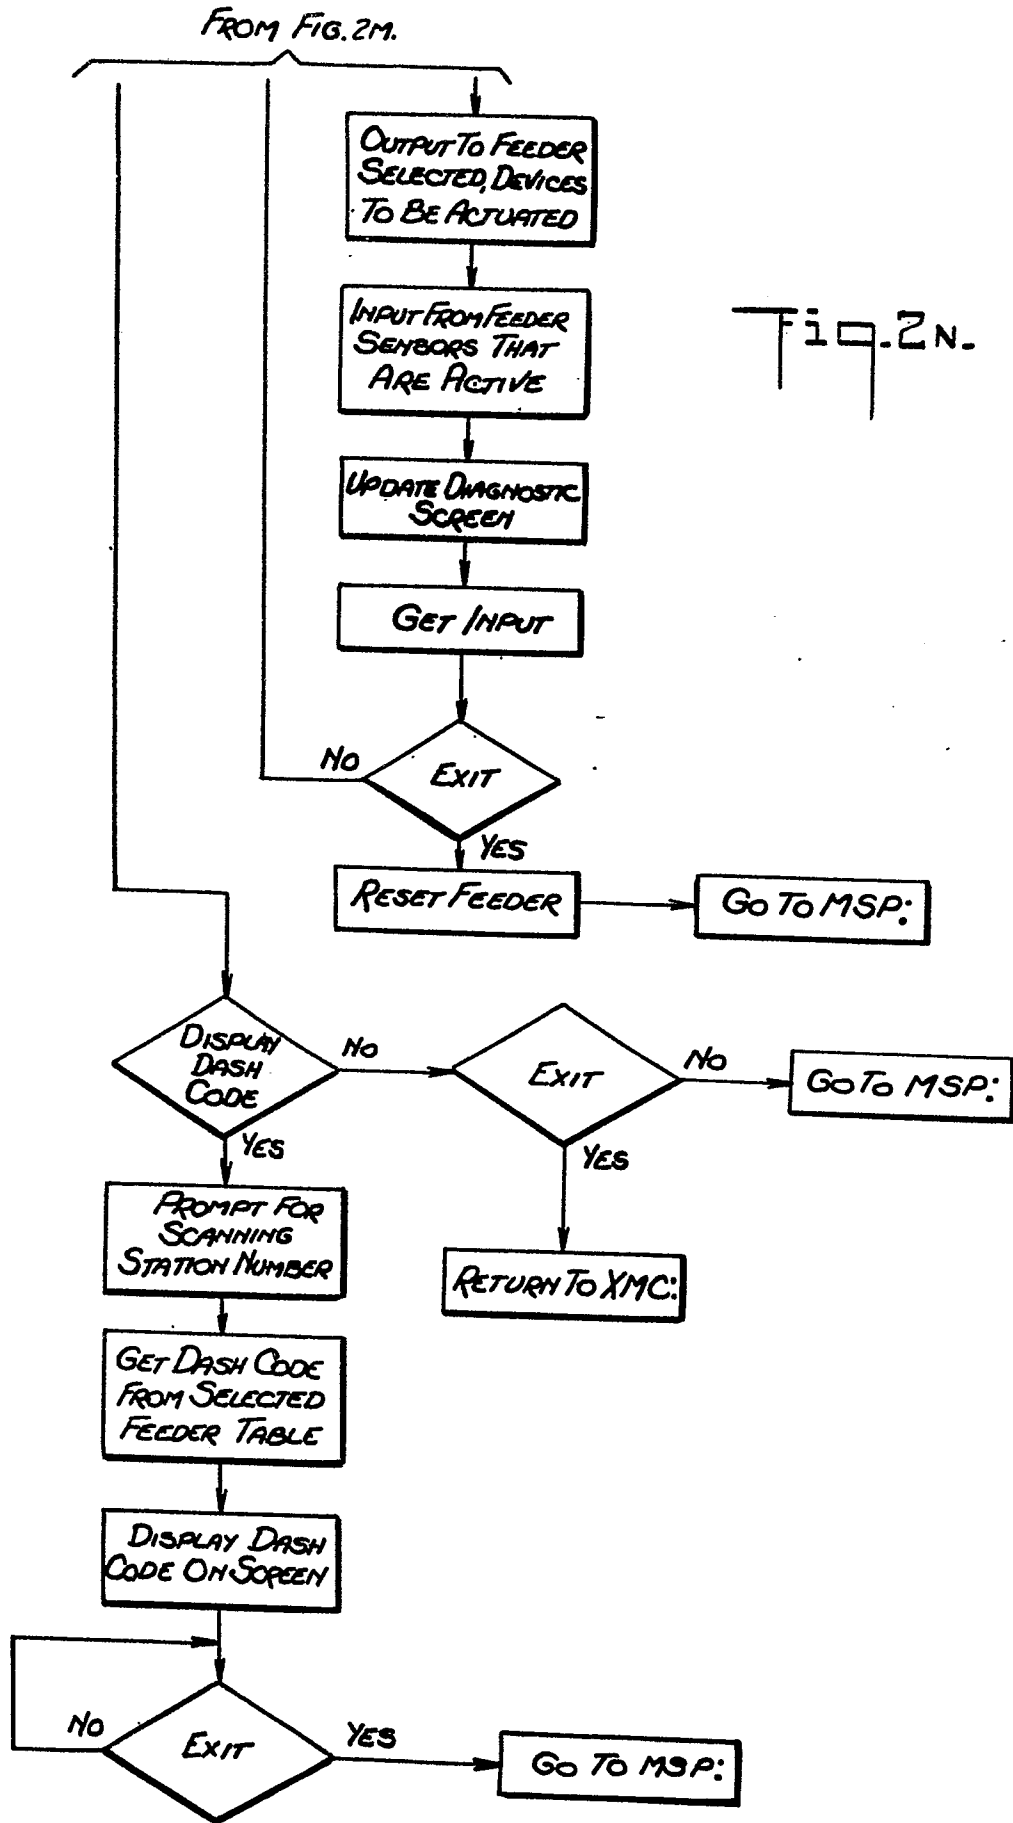 FROM FIG.2M.
OUTPUT TO FEEDER
SELECTED, DEVICES
TO BE ACTUATED
INPUT FROM FEEDER
SENSORS THAT
ARE ACTIVE
Fig.2N.
UPDATE DIAGNOSTIC
SCREEN
GET INPUT
NO
EXIT
YES
RESET FEEDER
GO TO MSP:
DISPLAY
DASH
CODE
NO
EXIT
NO
GO TO MSP:
YES
YES
PROMPT FOR
SCANNING
STATION NUMBER
RETURN TO XMC:
GET DASH CODE
FROM SELECTED
FEEDER TABLE
DISPLAY DASH
CODE ON SCREEN
NO
EXIT
YES
GO TO MSP: